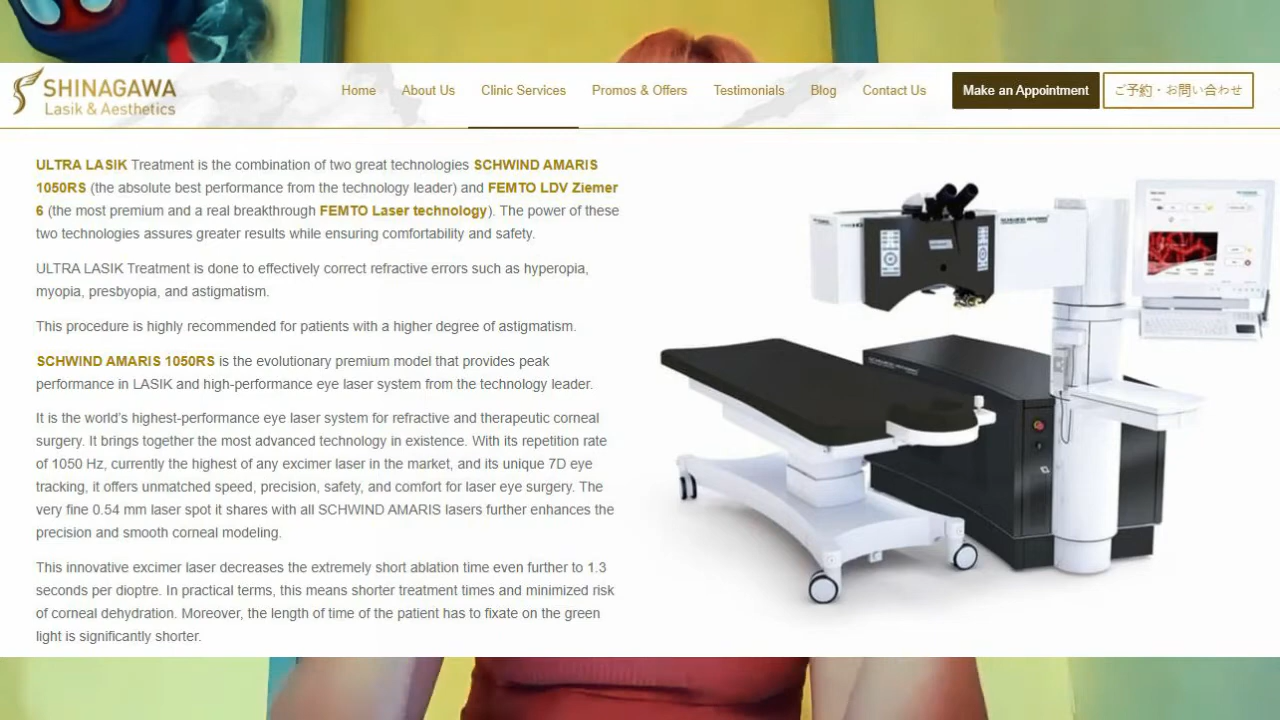 SHINAGAWA
Lasik & Aesthetics
Home
About Us
Clinic Services
Promos & Offers
Testimonials
Blog
Contact Us
Make an Appointment
ご予約・お問い合わせ
ULTRA LASIK Treatment is the combination of two great technologies SCHWIND AMARIS
1050RS (the absolute best performance from the technology leader) and FEMTO LDV Ziemer
6 (the most premium and a real breakthrough FEMTO Laser technology). The power of these
two technologies assures greater results while ensuring comfortability and safety.
ULTRA LASIK Treatment is done to effectively correct refractive errors such as hyperopia,
myopia, presbyopia, and astigmatism.
This procedure is highly recommended for patients with a higher degree of astigmatism.
SCHWIND AMARIS 1050RS is the evolutionary premium model that provides peak
performance in LASIK and high-performance eye laser system from the technology leader.
It is the world's highest-performance eye laser system for refractive and therapeutic corneal
surgery. It brings together the most advanced technology in existence. With its repetition rate
of 1050 Hz, currently the highest of any excimer laser in the market, and its unique 7D eye
tracking, it offers unmatched speed, precision, safety, and comfort for laser eye surgery. The
very fine 0.54 mm laser spot it shares with all SCHWIND AMARIS lasers further enhances the
precision and smooth corneal modeling.
This innovative excimer laser decreases the extremely short ablation time even further to 1.3
seconds per dioptre. In practical terms, this means shorter treatment times and minimized risk
of corneal dehydration. Moreover, the length of time of the patient has to fixate on the green
light is significantly shorter.